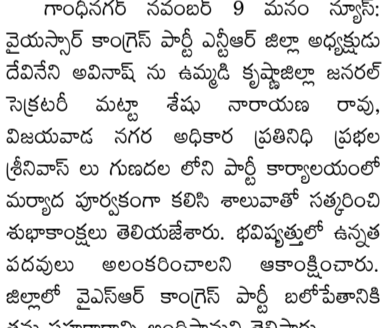 గాంధీనగర్ నవంబర్ 9 మనం న్యూస్:
వైయస్సార్ కాంగ్రెస్ పార్టీ ఎన్టీఆర్ జిల్లా అధ్యక్షుడు
దేవినేని అవినాష్ ను ఉమ్మడి కృష్ణాజిల్లా జనరల్
సెక్రటరీ మట్టా శేషు నారాయణ రావు,
విజయవాడ నగర అధికార ప్రతినిధి ప్రభల
శ్రీనివాస్ లు గుణదల లోని పార్టీ కార్యాలయంలో
మర్యాద పూర్వకంగా కలిసి శాలువాతో సత్కరించి
శుభాకాంక్షలు తెలియజేశారు. భవిష్యత్తులో ఉన్నత
పదవులు అలంకరించాలని ఆకాంక్షించారు.
జిల్లాలో వైఎస్ఆర్ కాంగ్రెస్ పార్టీ బలోపేతానికి